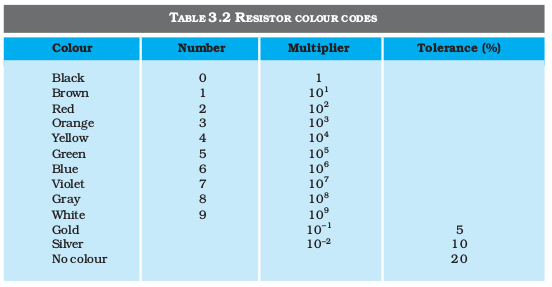 TABLE 3.2 RESISTOR COLOUR CODES
Colour Number Multiplier Tolerance (%)
Black 0 1
Brown 1 10¹
Red 2 10²
Orange 3 10³
Yellow 4 10⁴
Green 5 10⁵
Blue 6 10⁶
Violet 7 10⁷
Gray 8 10⁸
White 9 10⁹
Gold 10⁻¹ 5
Silver 10⁻² 10
No colour 20